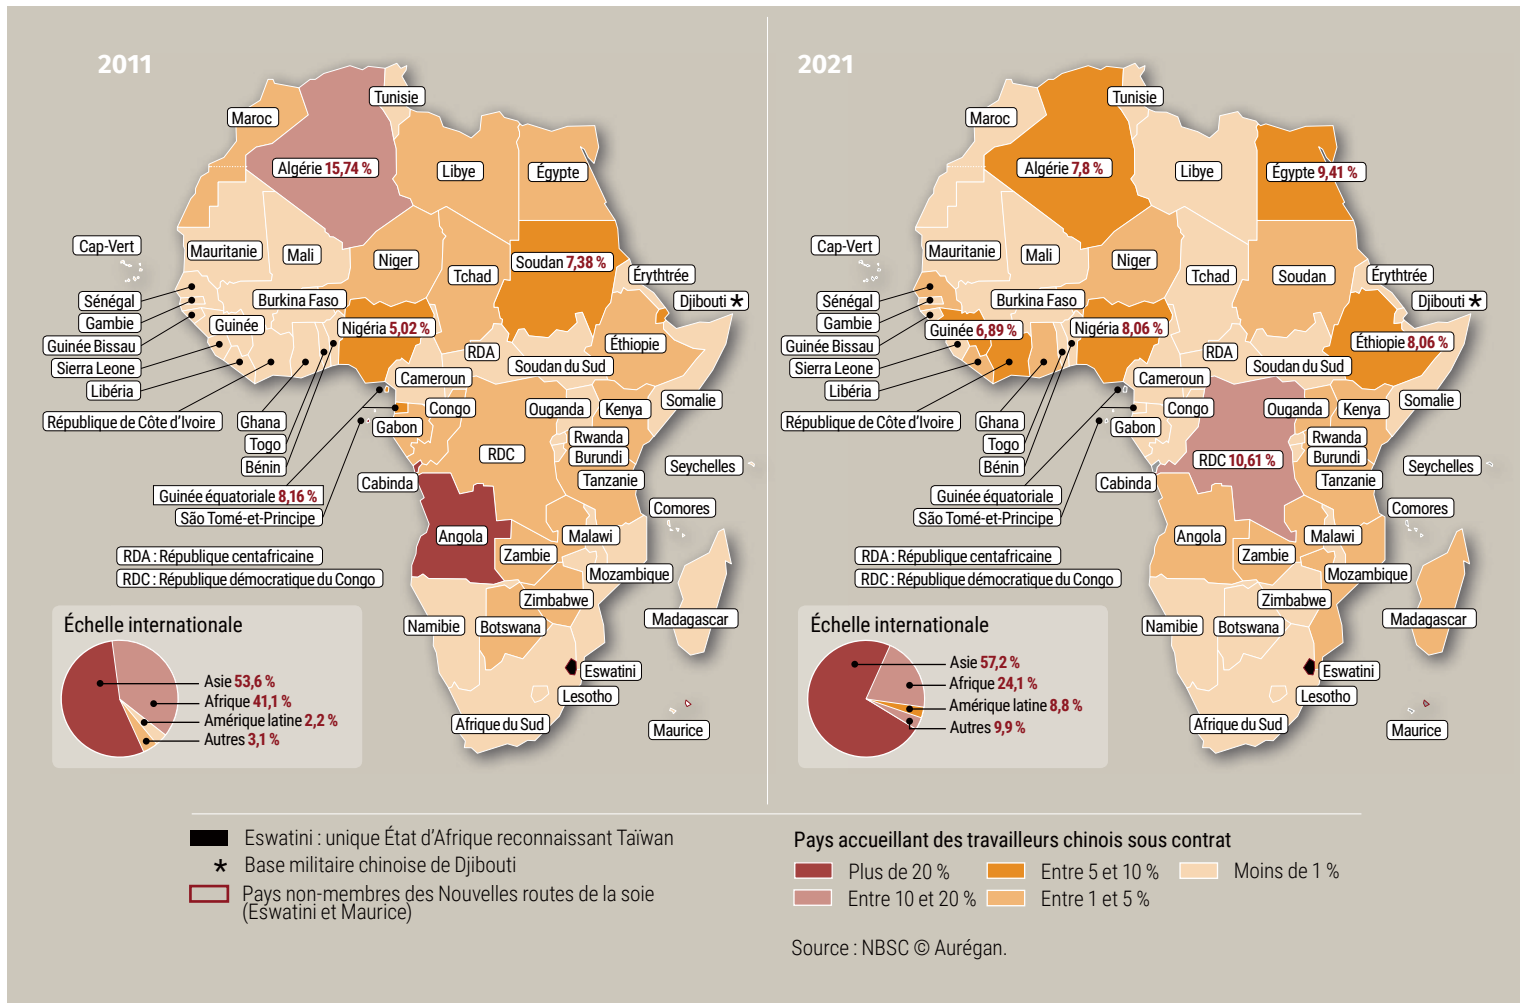 2011
Maroc
Tunisie
Algérie 15,74 %
Libye
Égypte
Cap-Vert
Mauritanie
Mali
Niger
Tchad
Soudan 7,38 %
Érythtrée
Djibouti *
Sénégal
Gambie
Guinée Bissau
Sierra Leone
Libéria
République de Côte d’Ivoire
Guinée
Burkina Faso
Nigéria 5,02 %
RDA
Soudan du Sud
Éthiopie
Somalie
Cameroun
Congo
Gabon
Ouganda
Kenya
Rwanda
Burundi
Tanzanie
RDC
Ghana
Togo
Bénin
Guinée équatoriale 8,16 %
São Tomé-et-Principe
Cabinda
Seychelles
Comores
Angola
Zambie
Malawi
Mozambique
Zimbabwe
Madagascar
Namibie
Botswana
Eswatini
Lesotho
Afrique du Sud
Maurice
RDA : République centafricaine
RDC : République démocratique du Congo
Échelle internationale
Asie 53,6 %
Afrique 41,1 %
Amérique latine 2,2 %
Autres 3,1 %
2021
Maroc
Tunisie
Algérie 7,8 %
Libye
Égypte 9,41 %
Cap-Vert
Mauritanie
Mali
Niger
Tchad
Soudan
Érythtrée
Djibouti *
Sénégal
Gambie
Guinée Bissau
Sierra Leone
Libéria
République de Côte d’Ivoire
Guinée 6,89 %
Burkina Faso
Nigéria 8,06 %
RDA
Soudan du Sud
Éthiopie 8,06 %
Somalie
Cameroun
Congo
Gabon
Ouganda
Kenya
Rwanda
Burundi
Tanzanie
RDC 10,61 %
Ghana
Togo
Bénin
Guinée équatoriale
São Tomé-et-Principe
Cabinda
Seychelles
Comores
Angola
Zambie
Malawi
Mozambique
Zimbabwe
Madagascar
Namibie
Botswana
Eswatini
Lesotho
Afrique du Sud
Maurice
RDA : République centafricaine
RDC : République démocratique du Congo
Échelle internationale
Asie 57,2 %
Afrique 24,1 %
Amérique latine 8,8 %
Autres 9,9 %
Eswatini : unique État d’Afrique reconnaissant Taïwan
* Base militaire chinoise de Djibouti
Pays non-membres des Nouvelles routes de la soie
(Eswatini et Maurice)
Pays accueillant des travailleurs chinois sous contrat
Plus de 20 %
Entre 10 et 20 %
Entre 5 et 10 %
Entre 1 et 5 %
Moins de 1 %
Source : NBSC © Aurégan.